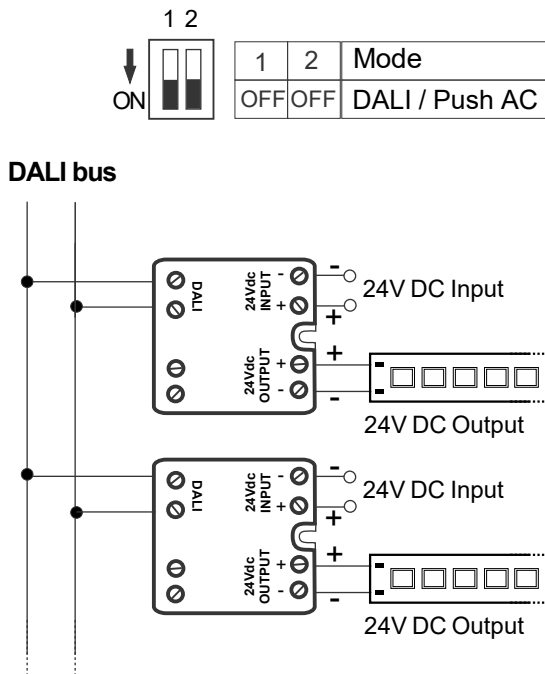 1 2
ON
1 2 Mode
OFF OFF DALI / Push AC
DALI bus
DALI
24Vdc
INPUT
-
+
24Vdc
OUTPUT
+
-
-
24V DC Input
+
+
-
24V DC Output
DALI
24Vdc
INPUT
-
+
24Vdc
OUTPUT
+
-
-
24V DC Input
+
+
-
24V DC Output